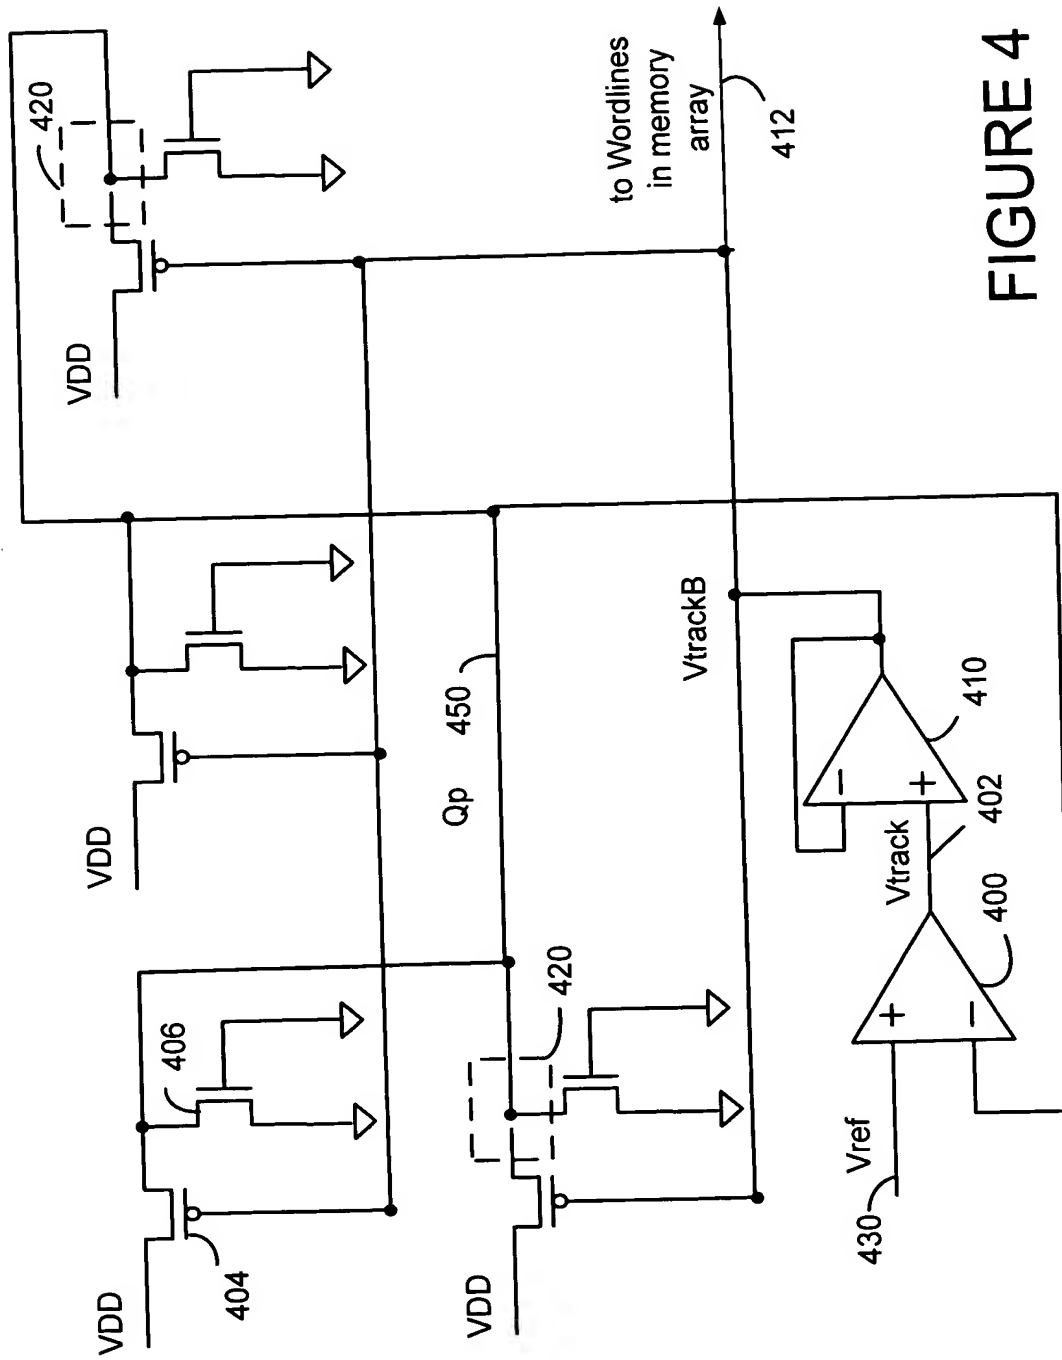 VDD
404
406
VDD
420
VDD
420
Qp
450
VDD
430
Vref
+
−
400
Vtrack
402
−
+
410
VtrackB
to Wordlines
in memory
array
412
FIGURE 4